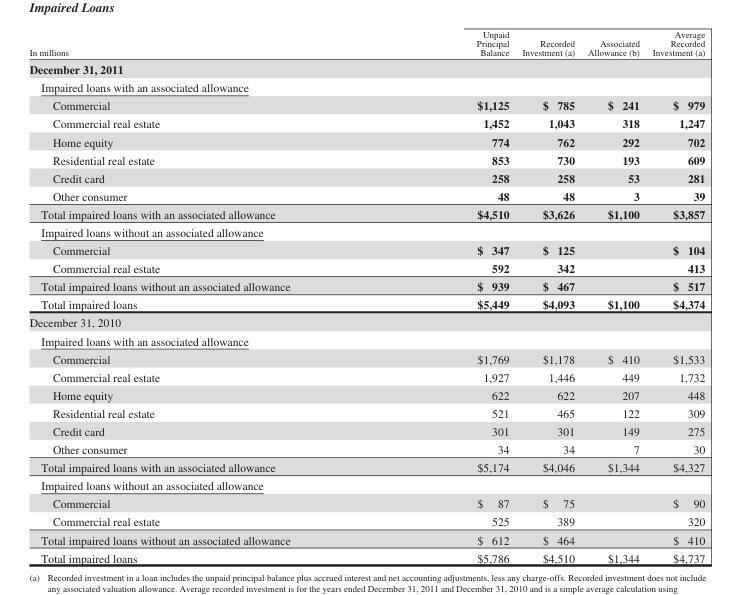 Impaired Loans
In millions Unpaid Principal Balance Recorded Investment (a) Associated Allowance (b) Average Recorded Investment (a)
December 31, 2011
Impaired loans with an associated allowance
Commercial $1,125 $ 785 $ 241 $ 979
Commercial real estate 1,452 1,043 318 1,247
Home equity 774 762 292 702
Residential real estate 853 730 193 609
Credit card 258 258 53 281
Other consumer 48 48 3 39
Total impaired loans with an associated allowance $4,510 $3,626 $1,100 $3,857
Impaired loans without an associated allowance
Commercial $ 347 $ 125 $ 104
Commercial real estate 592 342 413
Total impaired loans without an associated allowance $ 939 $ 467 $ 517
Total impaired loans $5,449 $4,093 $1,100 $4,374
December 31, 2010
Impaired loans with an associated allowance
Commercial $1,769 $1,178 $ 410 $1,533
Commercial real estate 1,927 1,446 449 1,732
Home equity 622 622 207 448
Residential real estate 521 465 122 309
Credit card 301 301 149 275
Other consumer 34 34 7 30
Total impaired loans with an associated allowance $5,174 $4,046 $1,344 $4,327
Impaired loans without an associated allowance
Commercial $ 87 $ 75 $ 90
Commercial real estate 525 389 320
Total impaired loans without an associated allowance $ 612 $ 464 $ 410
Total impaired loans $5,786 $4,510 $1,344 $4,737
(a) Recorded investment in a loan includes the unpaid principal balance plus accrued interest and net accounting adjustments, less any charge-offs. Recorded investment does not include
any associated valuation allowance. Average recorded investment is for the years ended December 31, 2011 and December 31, 2010 and is a simple average calculation using